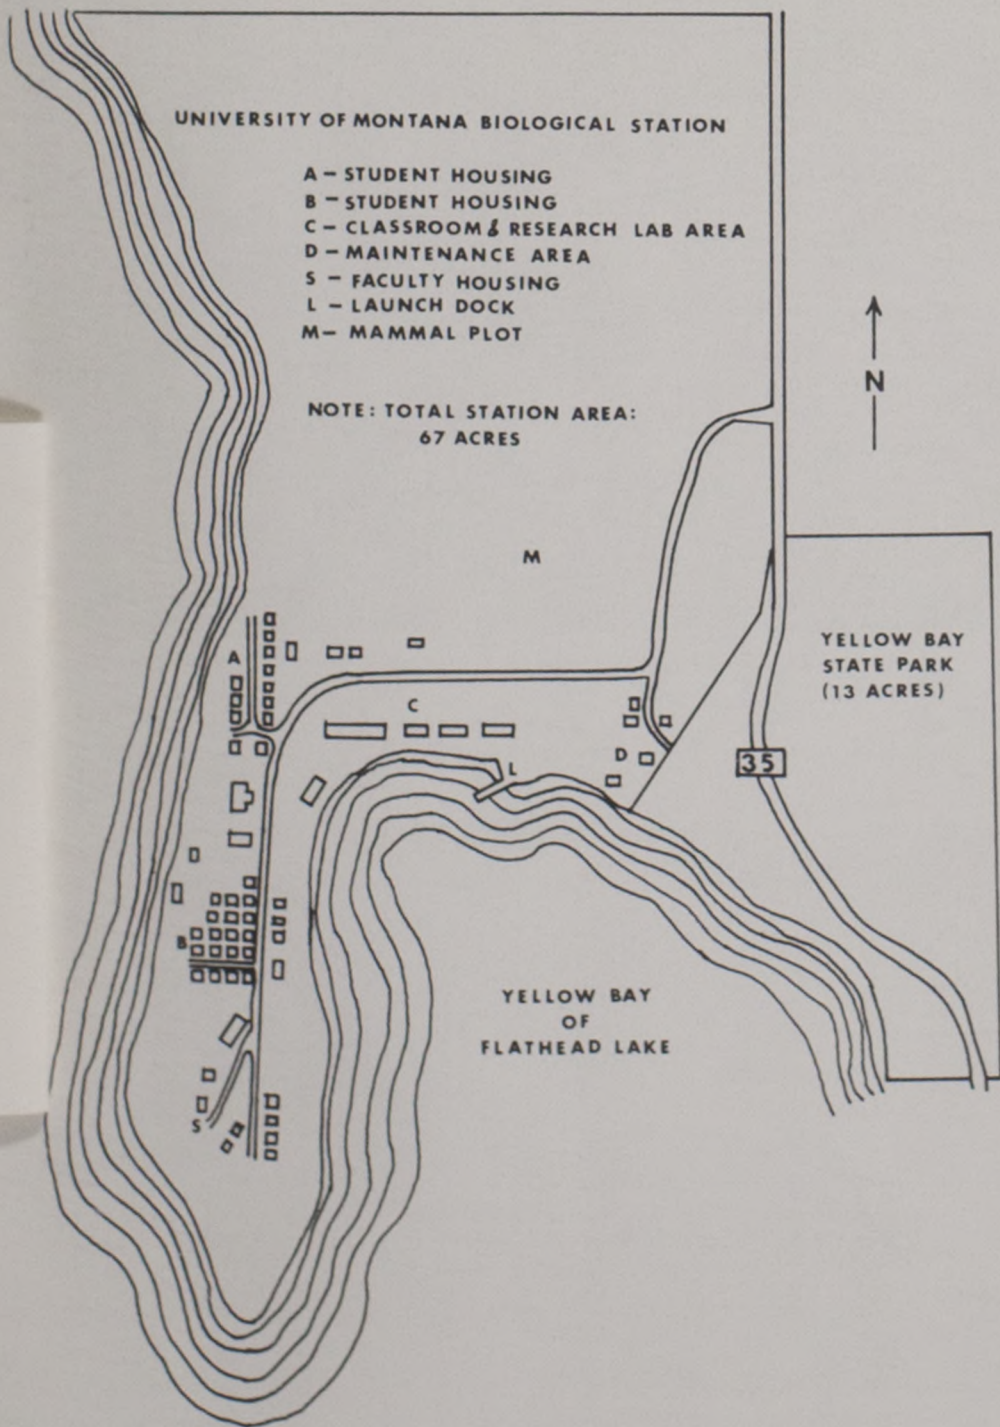 UNIVERSITY OF MONTANA BIOLOGICAL STATION
A – STUDENT HOUSING
B – STUDENT HOUSING
C – CLASSROOM & RESEARCH LAB AREA
D – MAINTENANCE AREA
S – FACULTY HOUSING
L – LAUNCH DOCK
M – MAMMAL PLOT
N
NOTE: TOTAL STATION AREA:
67 ACRES
M
YELLOW BAY
STATE PARK
(13 ACRES)
A
C
D
L
35
B
YELLOW BAY
OF
FLATHEAD LAKE
S